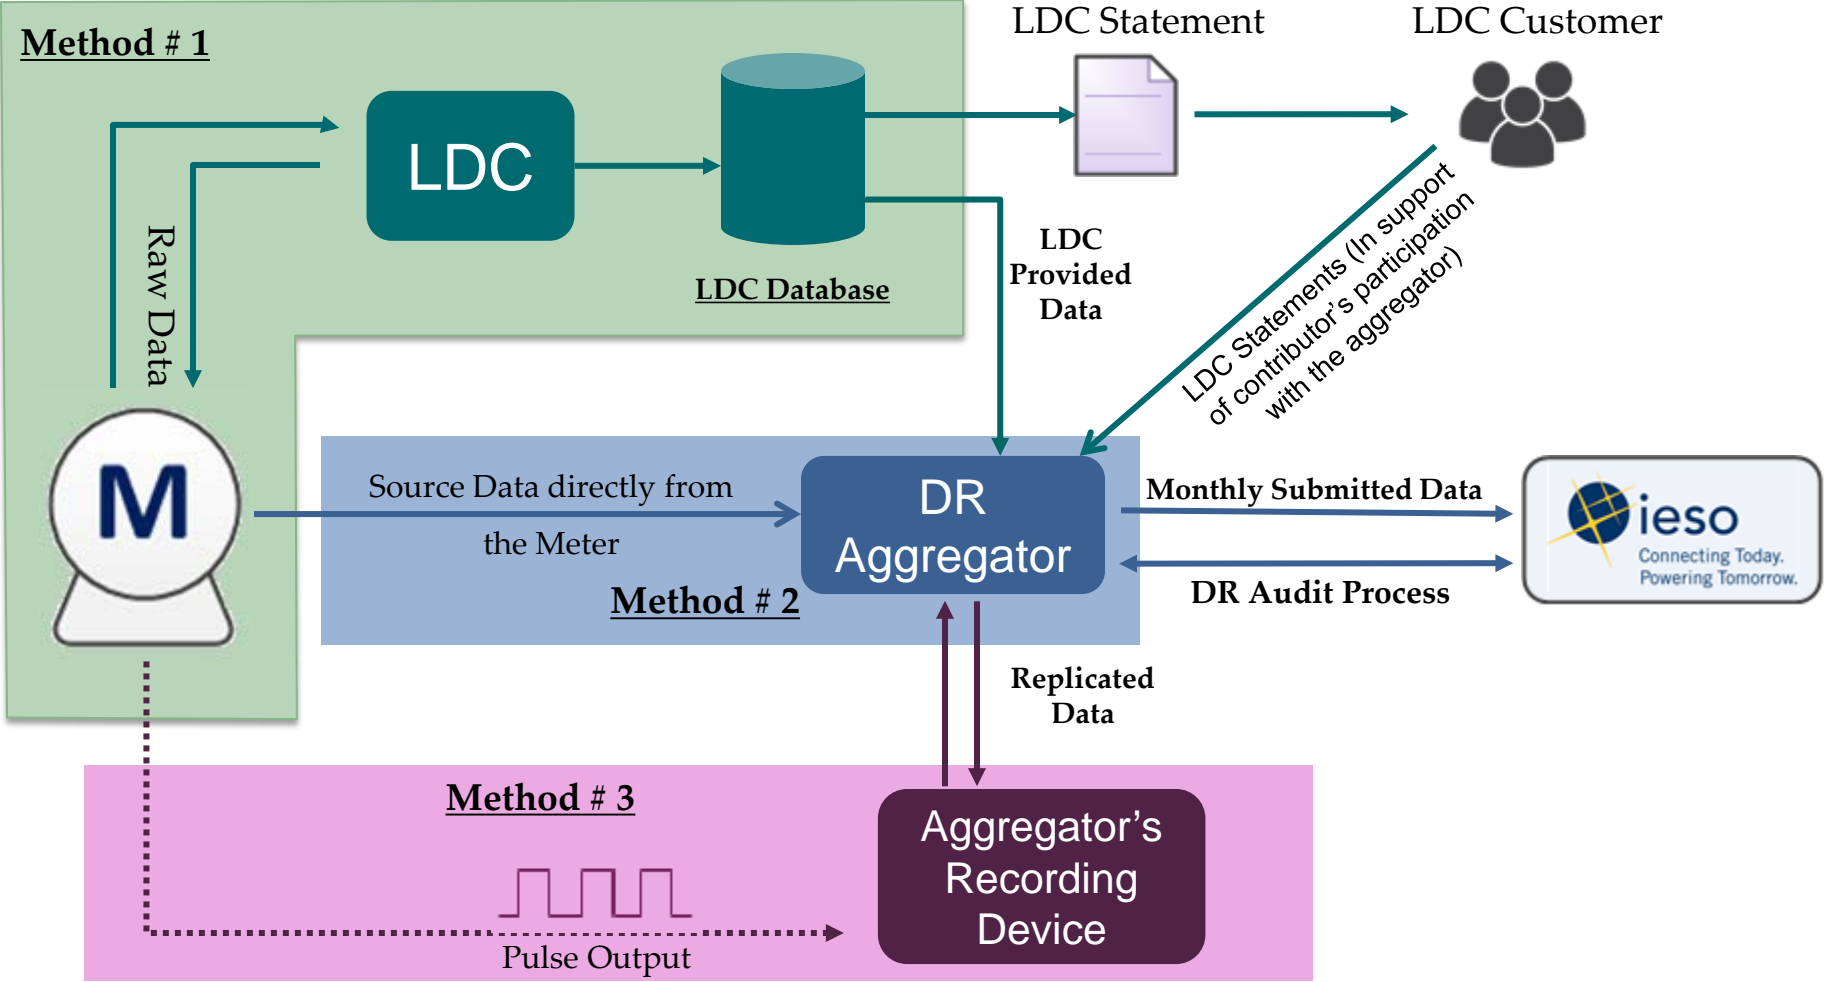 Method # 1
LDC Statement
LDC Customer
LDC
LDC Database
Raw Data
LDC
Provided
Data
LDC Statements (In support
of contributor's participation
with the aggregator)
M
Source Data directly from
the Meter
Method # 2
DR
Aggregator
Monthly Submitted Data
DR Audit Process
ieso
Connecting Today.
Powering Tomorrow.
Replicated
Data
Method # 3
Pulse Output
Aggregator’s
Recording
Device